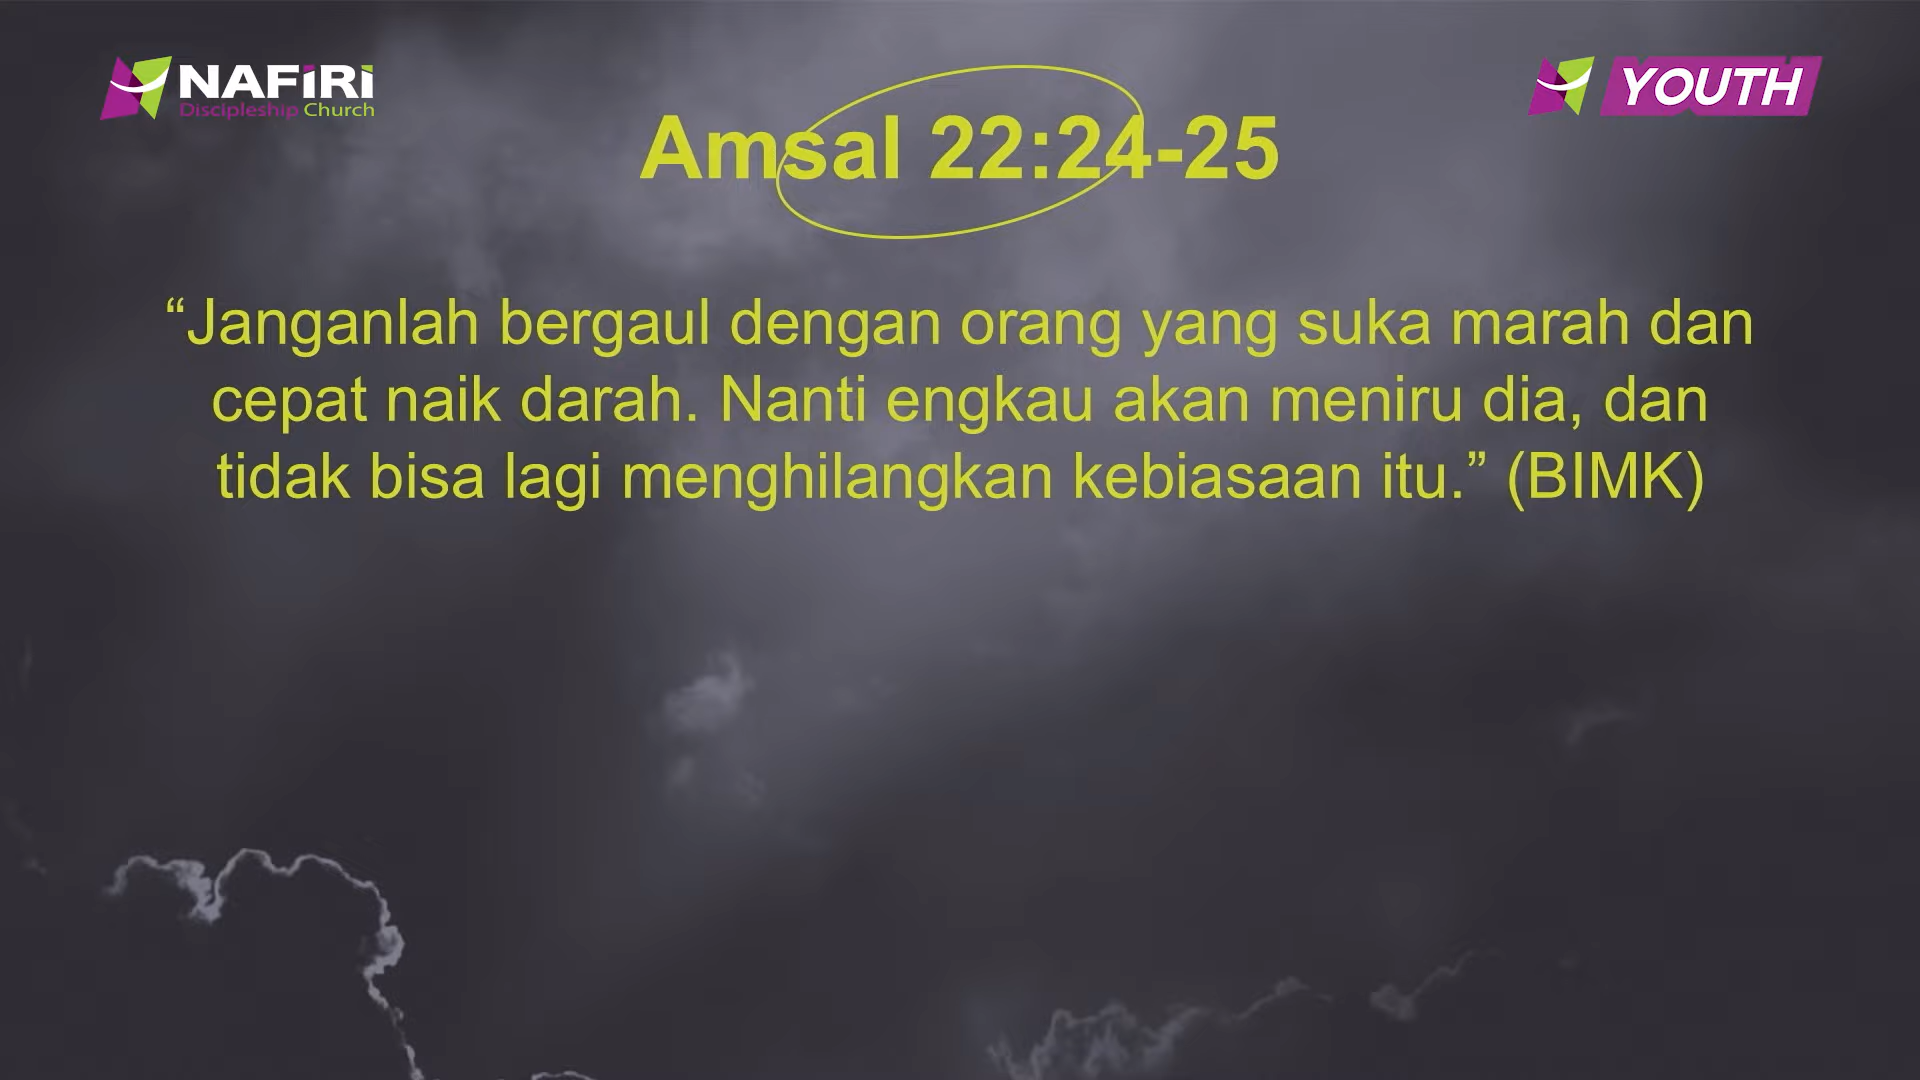 NAFIRI
Discipleship Church
YOUTH
Amsal 22:24-25
“Janganlah bergaul dengan orang yang suka marah dan
cepat naik darah. Nanti engkau akan meniru dia, dan
tidak bisa lagi menghilangkan kebiasaan itu.” (BIMK)